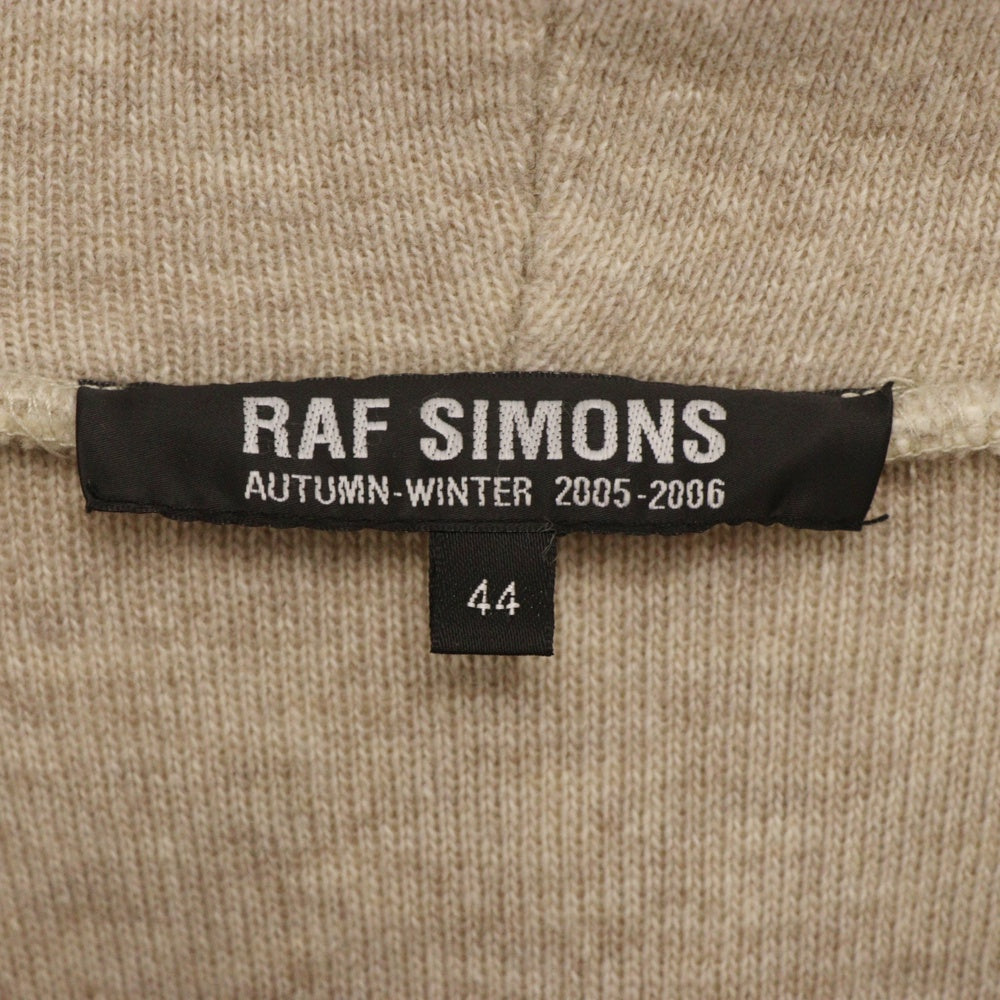 RAF SIMONS
AUTUMN-WINTER 2005-2006
44